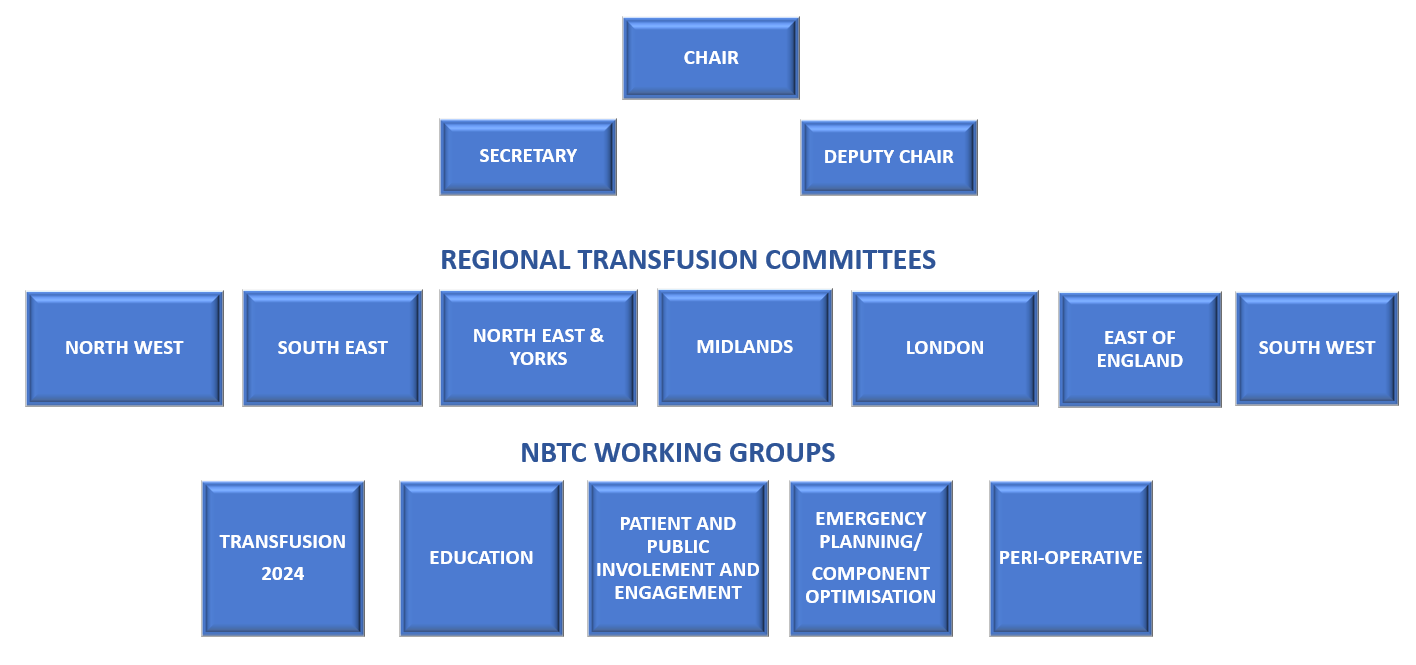 CHAIR
SECRETARY
DEPUTY CHAIR
REGIONAL TRANSFUSION COMMITTEES
NORTH WEST
SOUTH EAST
NORTH EAST &
YORKS
MIDLANDS
LONDON
EAST OF
ENGLAND
SOUTH WEST
NBTC WORKING GROUPS
TRANSFUSION
2024
EDUCATION
PATIENT AND
PUBLIC
INVOLEMENT AND
ENGAGEMENT
EMERGENCY
PLANNING/
COMPONENT
OPTIMISATION
PERI-OPERATIVE